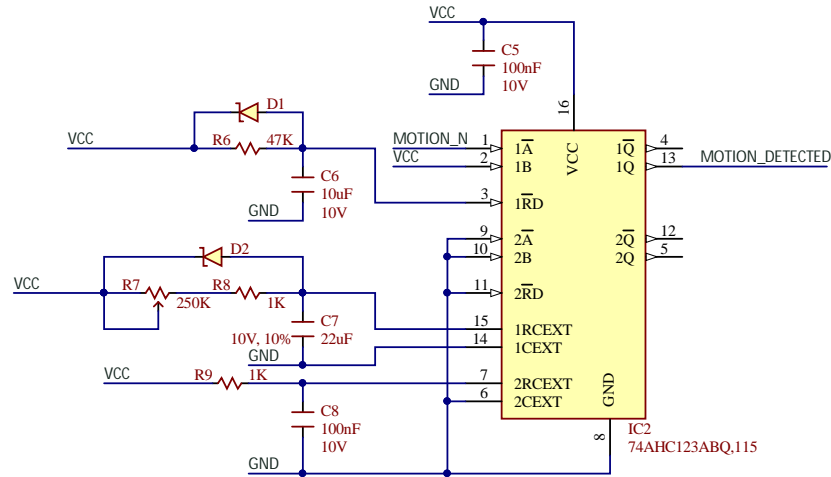 VCC
C5
100nF
10V
GND
16
D1
VCC
R6
47K
C6
10uF
10V
GND
MOTION_N
VCC
1
2
3
9
10
11
15
14
7
6
1A
1B
1RD
2A
2B
2RD
1RCEXT
1CEXT
2RCEXT
2CEXT
VCC
GND
1Q
1Q
2Q
2Q
4
13
12
5
MOTION_DETECTED
D2
VCC
R7
250K
R8
1K
C7
10V, 10%
22uF
GND
VCC
R9
1K
C8
100nF
10V
GND
8
IC2
74AHC123ABQ,115